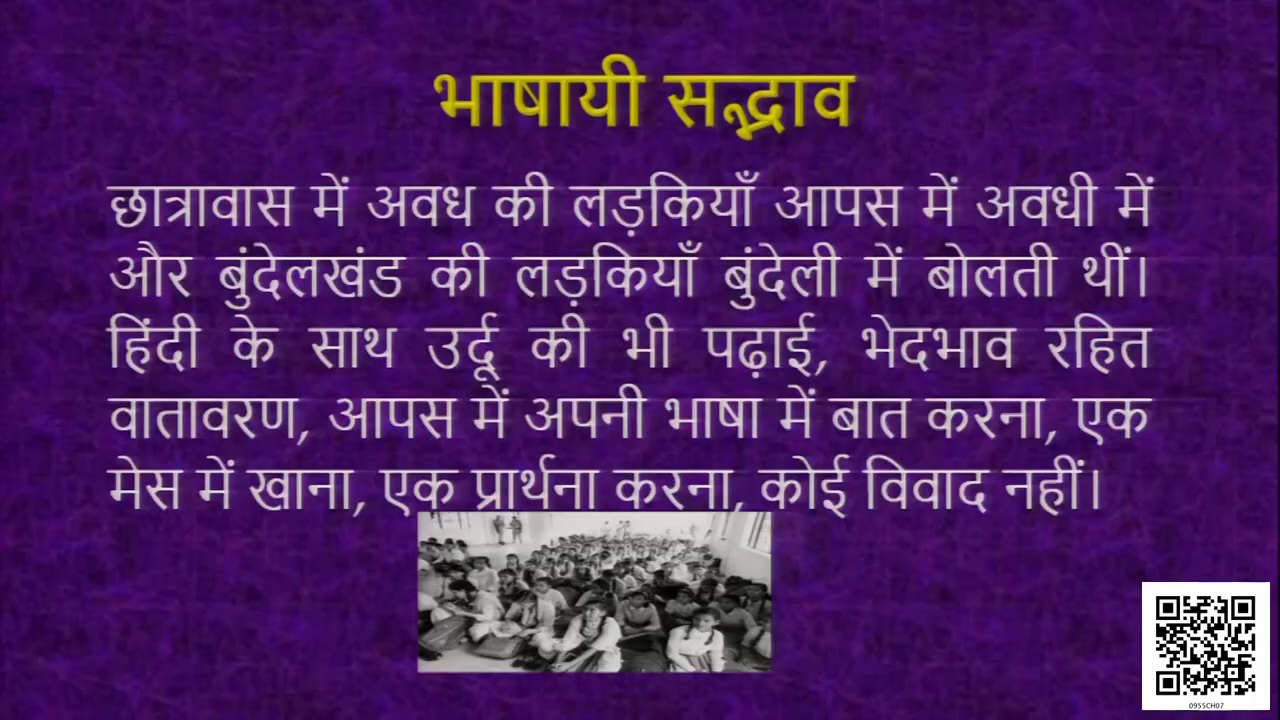 भाषायी सद्भाव
छात्रावास में अवध की लड़कियाँ आपस में अवधी में
और बुंदेलखंड की लड़कियाँ बुंदेली में बोलती थीं।
हिंदी के साथ उर्दू की भी पढ़ाई, भेदभाव रहित
वातावरण, आपस में अपनी भाषा में बात करना, एक
मेस में खाना, एक प्रार्थना करना, कोई विवाद नहीं।
0955CH07